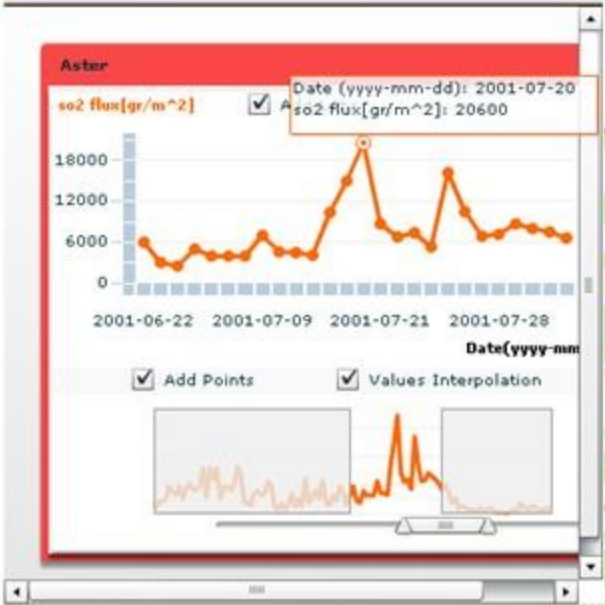 Aster
Date (yyyy-mm-dd): 2001-07-20
so2 flux[gr/m^2]: 20600
so2 flux[gr/m^2]
18000
12000
6000
0
2001-06-22 2001-07-09 2001-07-21 2001-07-28
Date(yyyy-mm
Add Points Values Interpolation